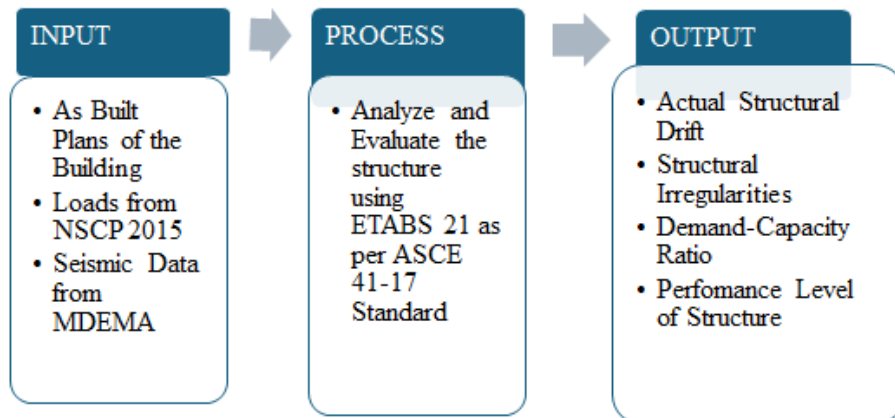 INPUT
• As Built
Plans of the
Building
• Loads from
NSCP 2015
• Seismic Data
from
MDEMA
PROCESS
• Analyze and
Evaluate the
structure
using
ETABS 21 as
per ASCE
41-17
Standard
OUTPUT
• Actual Structural
Drift
• Structural
Irregularities
• Demand-Capacity
Ratio
• Perfomance Level
of Structure